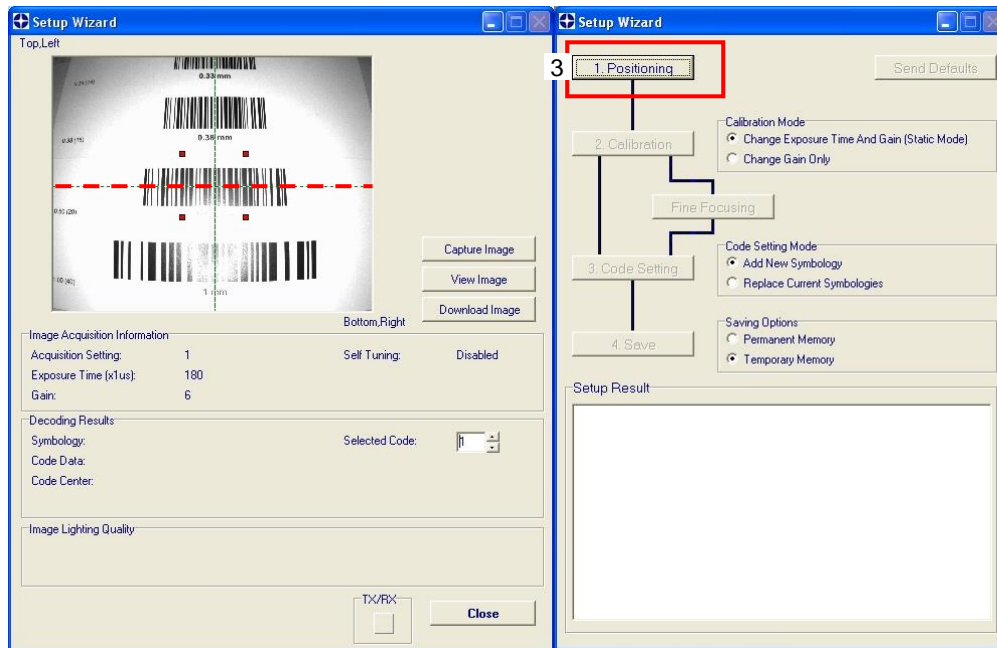 Setup Wizard
Top,Left
0.33 mm
0.38 mm
1 mm
Capture Image
View Image
Download Image
Bottom,Right
Image Acquisition Information
Acquisition Setting: 1 Self Tuning: Disabled
Exposure Time (x1us): 180
Gain: 6
Decoding Results
Symbology: Selected Code: 1
Code Data:
Code Center:
Image Lighting Quality
TX/RX
Close
Setup Wizard
3
1. Positioning
Send Defaults
Calibration Mode
2. Calibration
Change Exposure Time And Gain (Static Mode)
Change Gain Only
Fine Focusing
Code Setting Mode
3. Code Setting
Add New Symbology
Replace Current Symbologies
Saving Options
4. Save
Permanent Memory
Temporary Memory
Setup Result